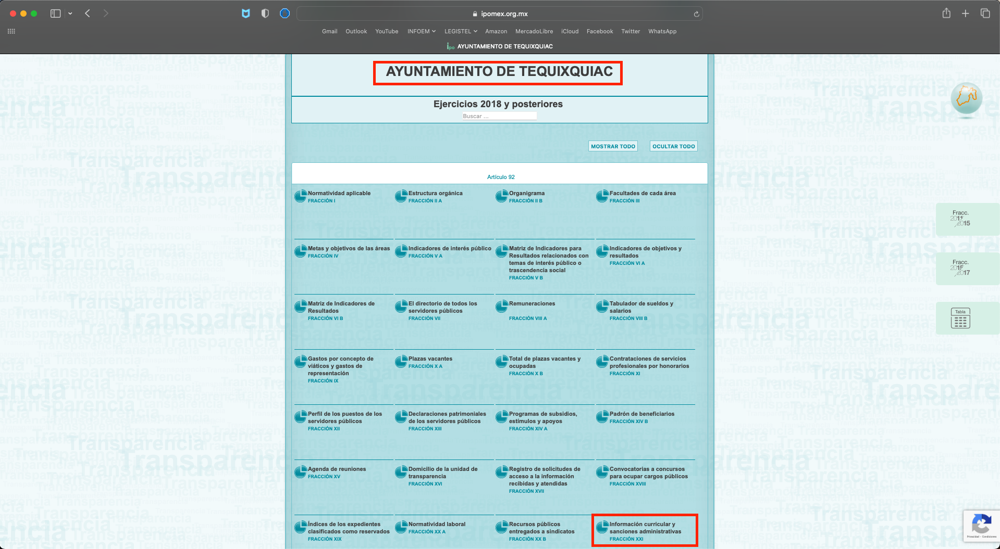 ipomex.org.mx
Gmail Outlook YouTube INFOEM LEGISTEL Amazon MercadoLibre iCloud Facebook Twitter WhatsApp
ipo AYUNTAMIENTO DE TEQUIXQUIAC
AYUNTAMIENTO DE TEQUIXQUIAC
Ejercicios 2018 y posteriores
Buscar ...
MOSTRAR TODO OCULTAR TODO
Artículo 92
Normatividad aplicable
FRACCIÓN I
Estructura orgánica
FRACCIÓN II A
Organigrama
FRACCIÓN II B
Facultades de cada área
FRACCIÓN III
Metas y objetivos de las áreas
FRACCIÓN IV
Indicadores de interés público
FRACCIÓN V A
Matriz de Indicadores para
Resultados relacionados con
temas de interés público o
trascendencia social
FRACCIÓN V B
Indicadores de objetivos y
resultados
FRACCIÓN VI A
Matriz de Indicadores de
Resultados
FRACCIÓN VI B
El directorio de todos los
servidores públicos
FRACCIÓN VII
Remuneraciones
FRACCIÓN VIII A
Tabulador de sueldos y
salarios
FRACCIÓN VIII B
Gastos por concepto de
viáticos y gastos de
representación
FRACCIÓN IX
Plazas vacantes
FRACCIÓN X A
Total de plazas vacantes y
ocupadas
FRACCIÓN X B
Contrataciones de servicios
profesionales por honorarios
FRACCIÓN XI
Perfil de los puestos de los
servidores públicos
FRACCIÓN XII
Declaraciones patrimoniales
de los servidores públicos
FRACCIÓN XIII
Programas de subsidios,
estímulos y apoyos
FRACCIÓN XIV A
Padrón de beneficiarios
FRACCIÓN XIV B
Agenda de reuniones
FRACCIÓN XV
Domicilio de la unidad de
transparencia
FRACCIÓN XVI
Registro de solicitudes de
acceso a la información
recibidas y atendidas
FRACCIÓN XVII
Convocatorias a concursos
para ocupar cargos públicos
FRACCIÓN XVIII
Índices de los expedientes
clasificados como reservados
FRACCIÓN XIX
Normatividad laboral
FRACCIÓN XX A
Recursos públicos
entregados a sindicatos
FRACCIÓN XX B
Información curricular y
sanciones administrativas
FRACCIÓN XXI
Fracc.
2011/
2015
Fracc.
2015
/2017
Tabla
Privacidad - Condiciones
Transparencia